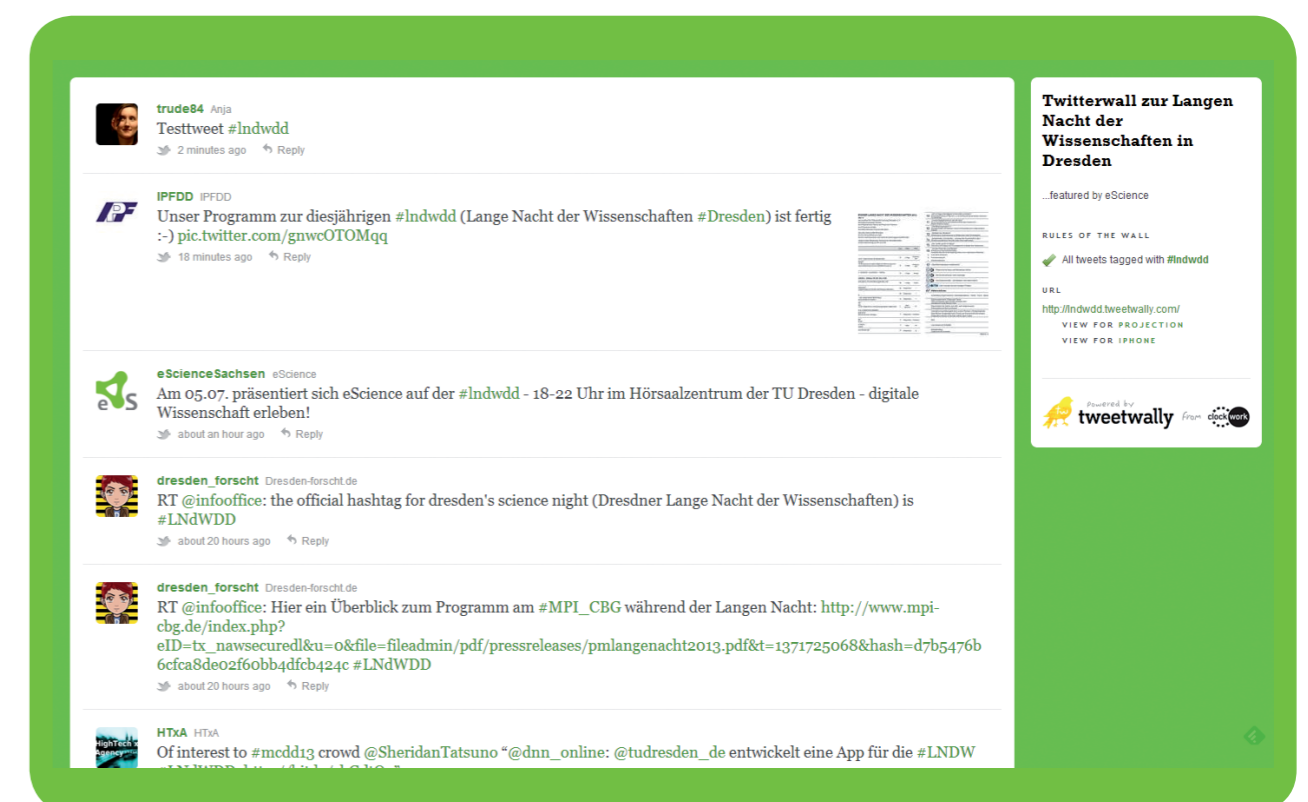 trude84 Anja
Testtweet #lndwdd
2 minutes ago Reply
IPFDD IPFDD
Unser Programm zur diesjährigen #lndwdd (Lange Nacht der Wissenschaften #Dresden) ist fertig
:-) pic.twitter.com/gnwcOTOMqq
18 minutes ago Reply
eScienceSachsen eScience
Am 05.07. präsentiert sich eScience auf der #lndwdd - 18-22 Uhr im Hörsaalzentrum der TU Dresden - digitale
Wissenschaft erleben!
about an hour ago Reply
dresden_forscht Dresden-forscht.de
RT @infooffice: the official hashtag for dresden's science night (Dresdner Lange Nacht der Wissenschaften) is
#LNdWDD
about 20 hours ago Reply
dresden_forscht Dresden-forscht.de
RT @infooffice: Hier ein Überblick zum Programm am #MPI_CBG während der Langen Nacht: http://www.mpi-
cbg.de/index.php?
eID=tx_nawsecuredl&u=0&file=fileadmin/pdf/pressreleases/pmlangenacht2013.pdf&t=1371725068&hash=d7b5476b
6cfca8de02f60bb4dfcb424c #LNdWDD
about 20 hours ago Reply
HTxA HTxA
Of interest to #mcdd13 crowd @SheridanTatsuno “@dnn_online: @tudresden_de entwickelt eine App für die #LNDW
Twitterwall zur Langen
Nacht der
Wissenschaften in
Dresden
...featured by eScience
RULES OF THE WALL
All tweets tagged with #lndwdd
URL
http://lndwdd.tweetwally.com/
VIEW FOR PROJECTION
VIEW FOR IPHONE
Powered by
tweetwally from clockwork